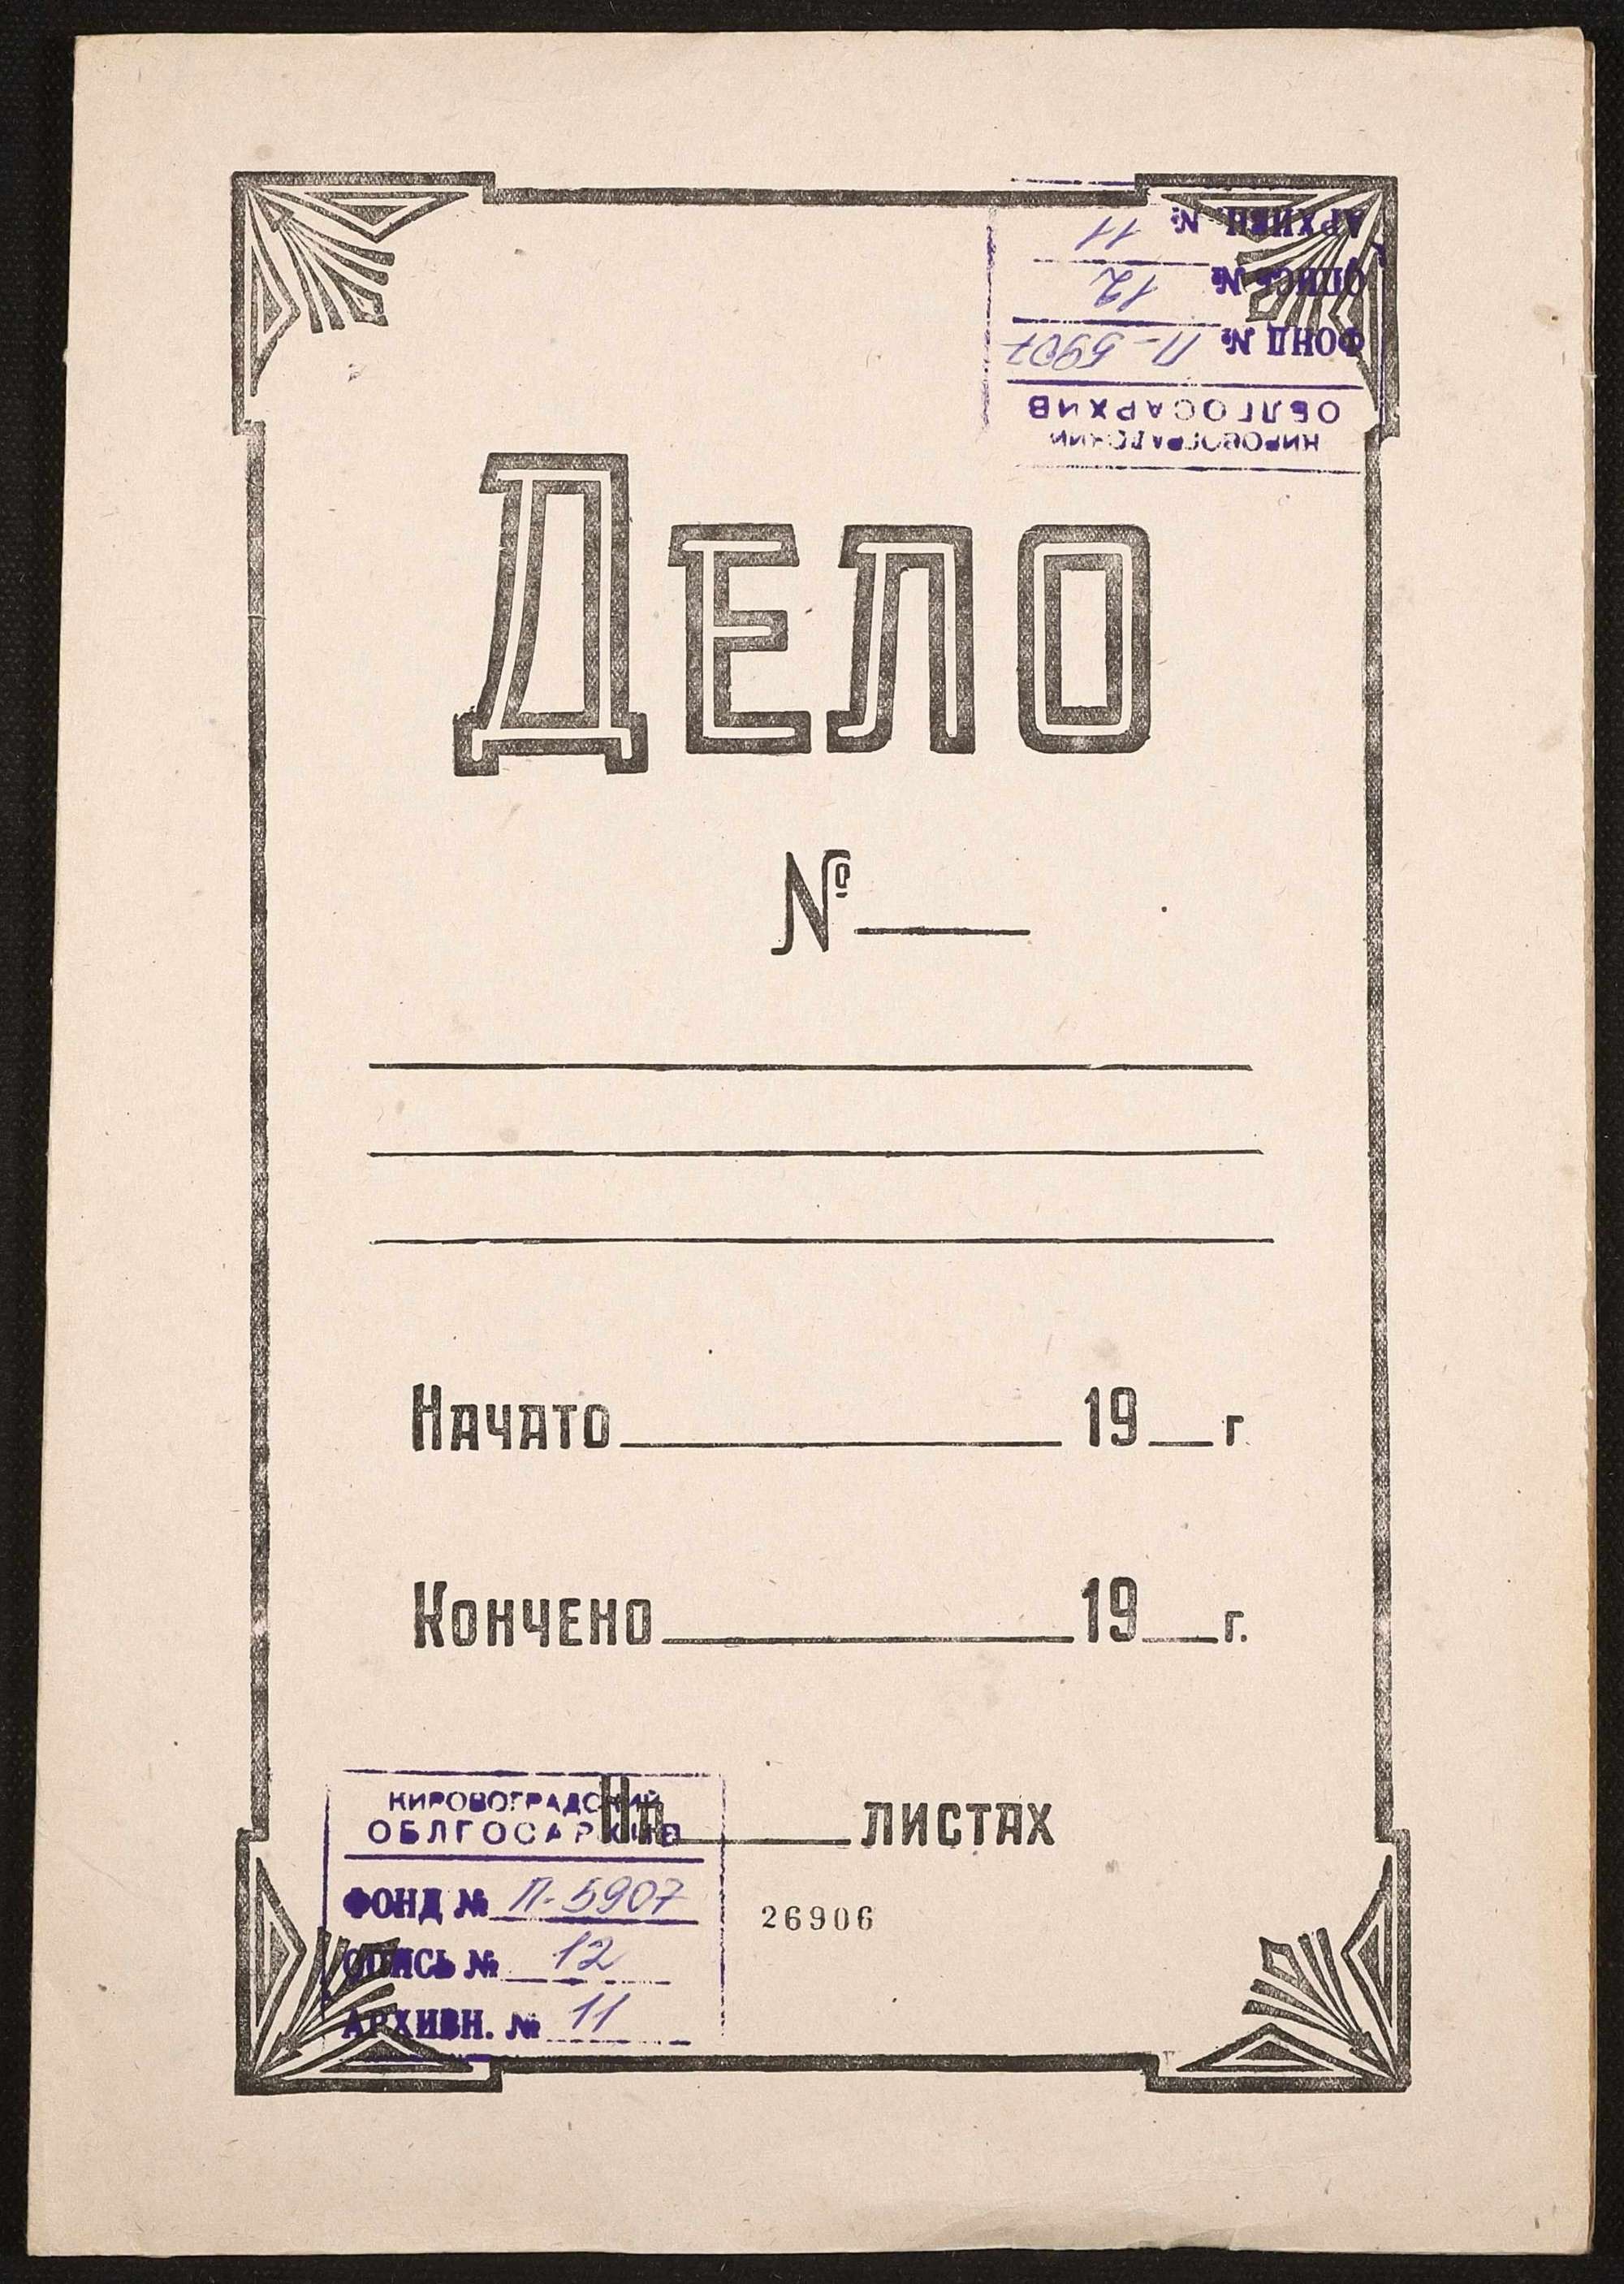 АРХИВН. № 11
ОПИСЬ № 12
ФОНД № П-5907
ОБЛГОСАРХИВ
КИРОВОГРАДСКИЙ
ДЕЛО
№
НАЧАТО 19 г.
КОНЧЕНО 19 г.
КИРОВОГРАДСКИЙ
ОБЛГОСАРХИВ
НА ЛИСТАХ
ФОНД № П-5907
26906
ОПИСЬ № 12
АРХИВН. № 11